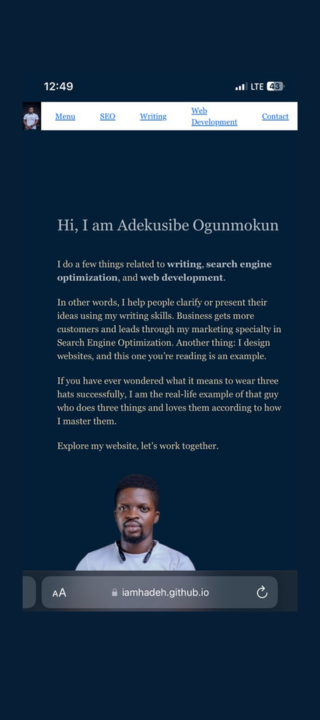 12:49
LTE 43
Menu
SEO
Writing
Web
Development
Contact
Hi, I am Adekusibe Ogunmokun
I do a few things related to writing, search engine
optimization, and web development.
In other words, I help people clarify or present their
ideas using my writing skills. Business gets more
customers and leads through my marketing specialty in
Search Engine Optimization. Another thing: I design
websites, and this one you're reading is an example.
If you have ever wondered what it means to wear three
hats successfully, I am the real-life example of that guy
who does three things and loves them according to how
I master them.
Explore my website, let's work together.
AA
iamhadeh.github.io